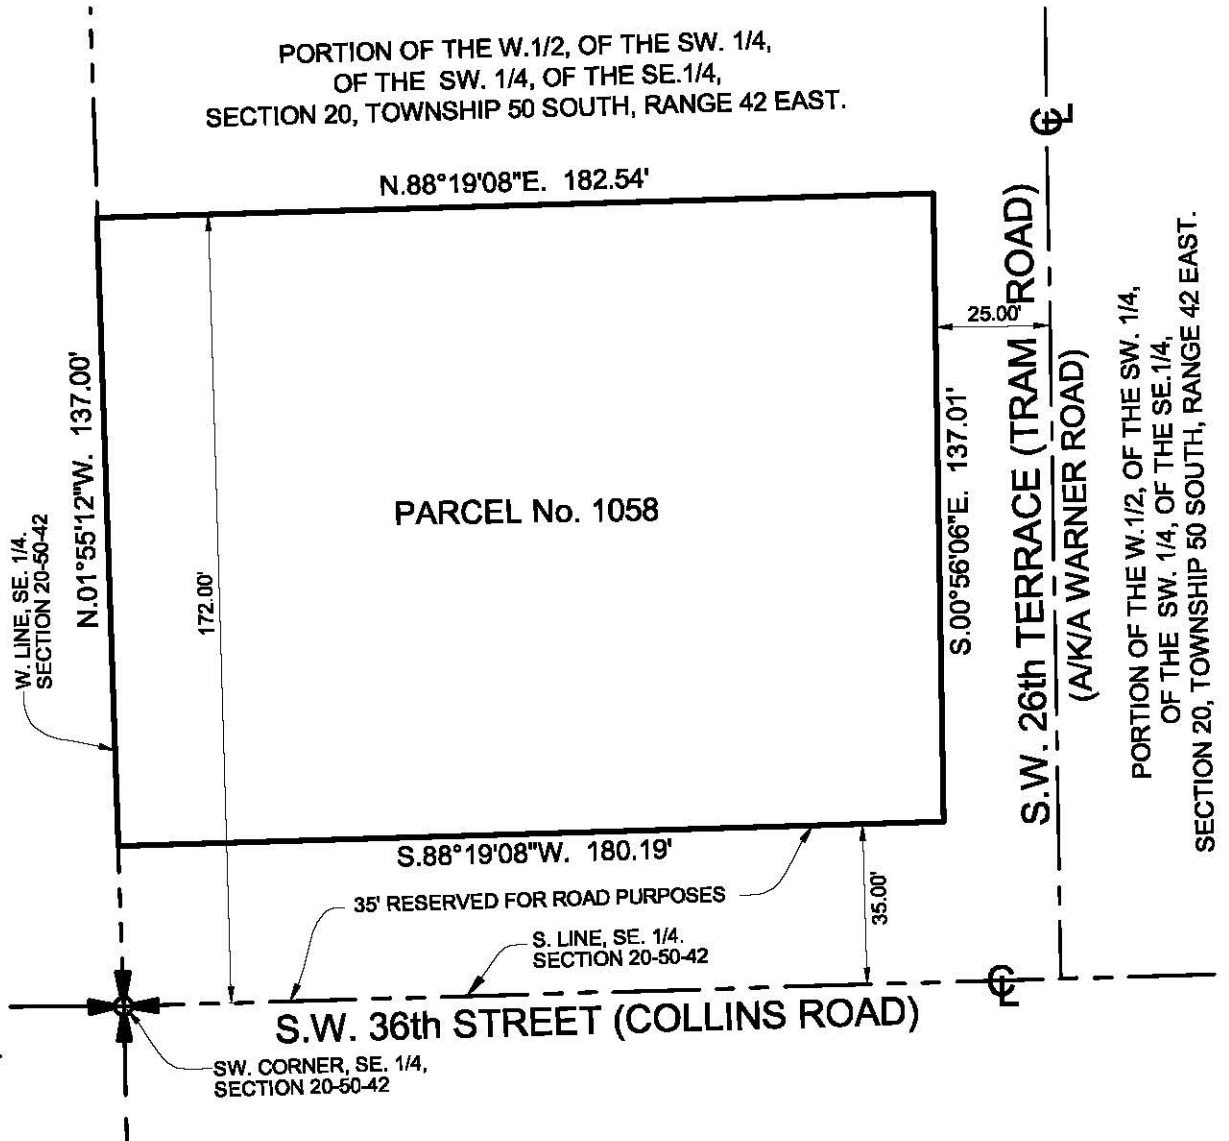 PORTION OF THE W.1/2, OF THE SW. 1/4,
OF THE SW. 1/4, OF THE SE.1/4,
SECTION 20, TOWNSHIP 50 SOUTH, RANGE 42 EAST.
N.88°19'08"E. 182.54'
25.00'
N.01°55'12"W. 137.00'
W. LINE, SE. 1/4.
SECTION 20-50-42
172.00'
PARCEL No. 1058
S.00°56'06"E. 137.01'
S.W. 26th TERRACE (TRAM ROAD)
(A/K/A WARNER ROAD)
PORTION OF THE W.1/2, OF THE SW. 1/4,
OF THE SW. 1/4, OF THE SE.1/4,
SECTION 20, TOWNSHIP 50 SOUTH, RANGE 42 EAST.
S.88°19'08"W. 180.19'
35' RESERVED FOR ROAD PURPOSES
35.00'
S. LINE, SE. 1/4.
SECTION 20-50-42
S.W. 36th STREET (COLLINS ROAD)
SW. CORNER, SE. 1/4,
SECTION 20-50-42